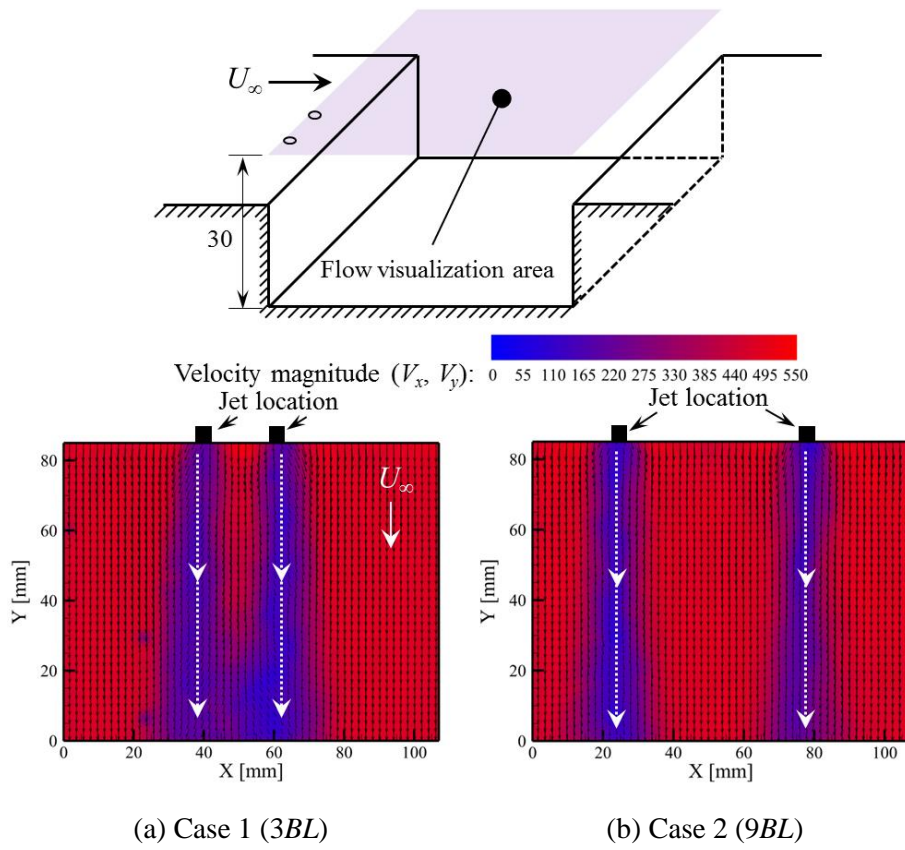 U∞
30
Flow visualization area
Velocity magnitude (Vx, Vy):
0 55 110 165 220 275 330 385 440 495 550
Jet location
Jet location
U∞
80
60
40
20
0
Y [mm]
0 20 40 60 80 100
X [mm]
80
60
40
20
0
Y [mm]
0 20 40 60 80 100
X [mm]
(a) Case 1 (3BL)
(b) Case 2 (9BL)